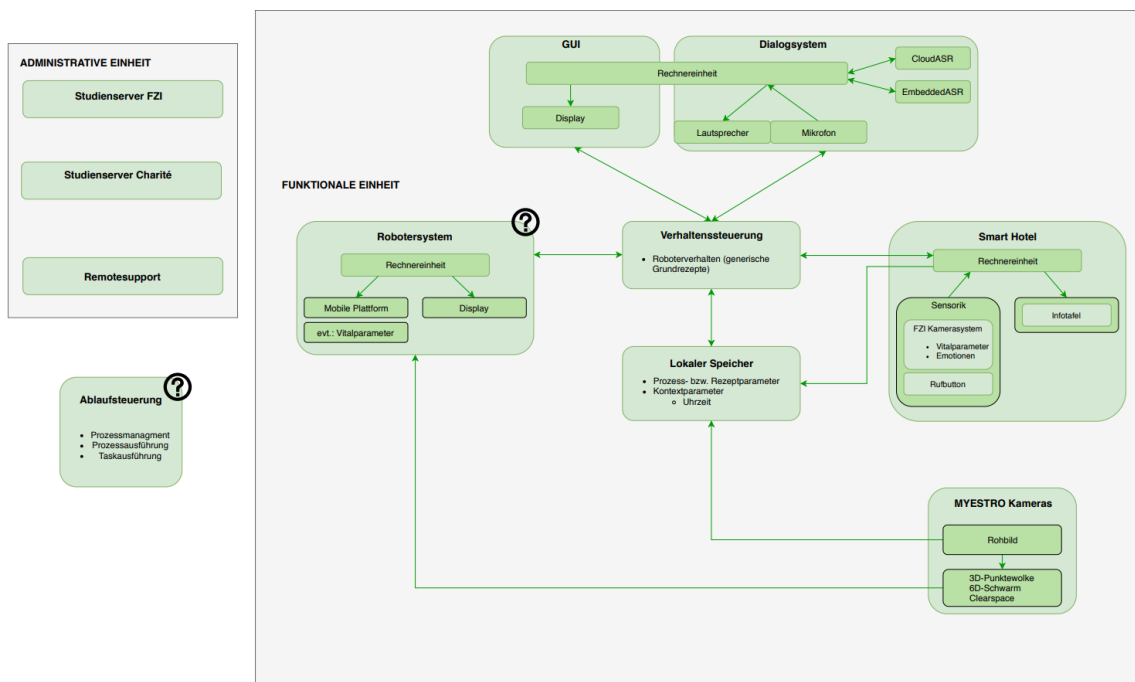 ADMINISTRATIVE EINHEIT
Studienserver FZI
Studienserver Charité
Remotesupport
?
Ablaufsteuerung
• Prozessmanagment
• Prozessausführung
• Taskausführung
GUI
Dialogsystem
Rechnereinheit
CloudASR
EmbeddedASR
Display
Lautsprecher
Mikrofon
FUNKTIONALE EINHEIT
?
Robotersystem
Rechnereinheit
Mobile Plattform
Display
evt.: Vitalparameter
Verhaltenssteuerung
• Roboterverhalten (generische
Grundrezepte)
Lokaler Speicher
• Prozess- bzw. Rezeptparameter
• Kontextparameter
○ Uhrzeit
Smart Hotel
Rechnereinheit
Sensorik
FZI Kamerasystem
• Vitalparameter
• Emotionen
Rufbutton
Infotafel
MYESTRO Kameras
Rohbild
3D-Punktewolke
6D-Schwarm
Clearspace